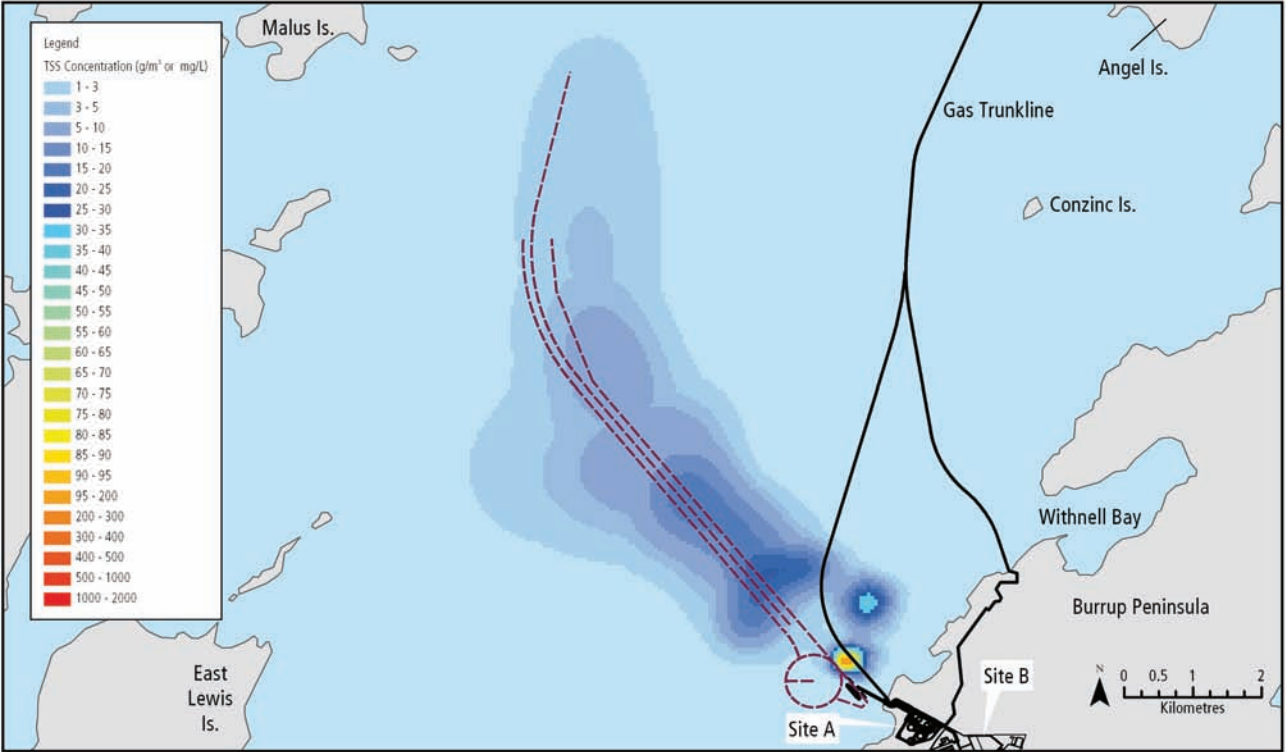 Legend
TSS Concentration (g/m³ or mg/L)
1 - 3
3 - 5
5 - 10
10 - 15
15 - 20
20 - 25
25 - 30
30 - 35
35 - 40
40 - 45
45 - 50
50 - 55
55 - 60
60 - 65
65 - 70
70 - 75
75 - 80
80 - 85
85 - 90
90 - 95
95 - 200
200 - 300
300 - 400
400 - 500
500 - 1000
1000 - 2000
Malus Is.
Angel Is.
Gas Trunkline
Conzinc Is.
Withnell Bay
Burrup Peninsula
East
Lewis
Is.
Site B
Site A
N
0 0.5 1 2
Kilometres